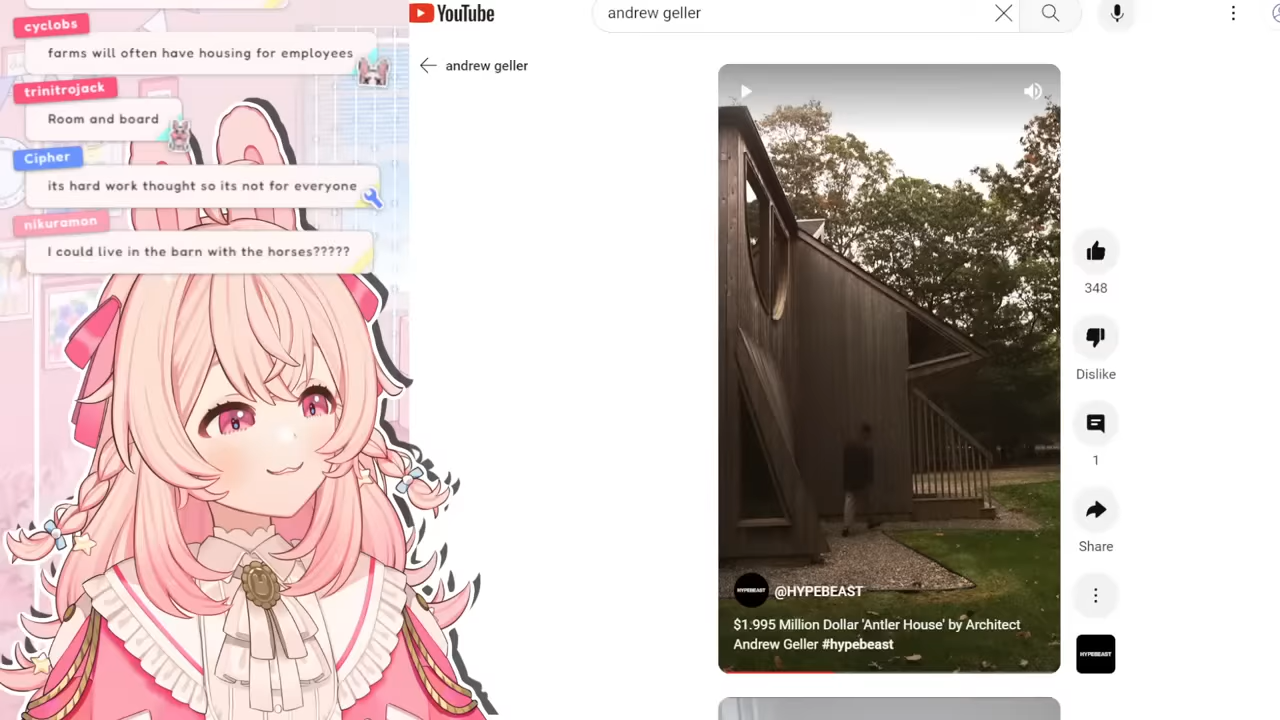 cyclobs
farms will often have housing for employees
trinitrojack
Room and board
Cipher
its hard work thought so its not for everyone
nikuramon
I could live in the barn with the horses?????
YouTube
andrew geller
andrew geller
348
Dislike
1
Share
HYPEBEAST
@HYPEBEAST
$1.995 Million Dollar 'Antler House' by Architect
Andrew Geller #hypebeast
HYPEBEAST